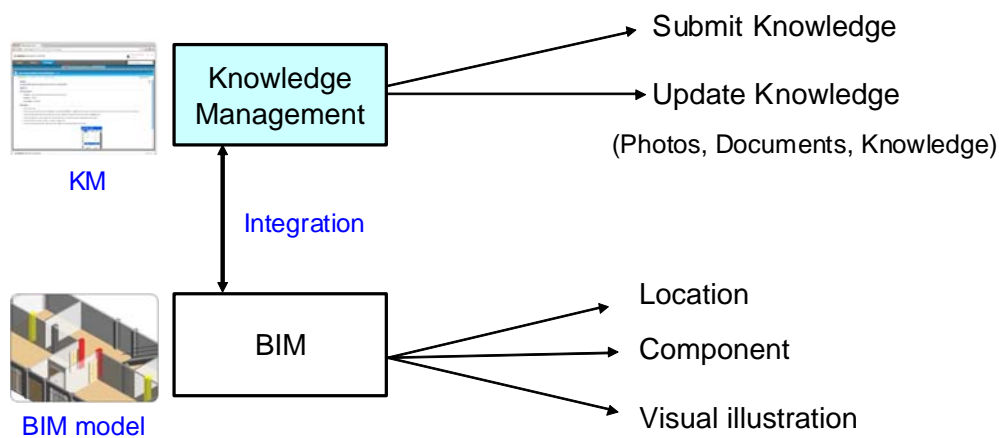 Submit Knowledge
Knowledge
Management
Update Knowledge
(Photos, Documents, Knowledge)
KM
Integration
Location
BIM
Component
Visual illustration
BIM model